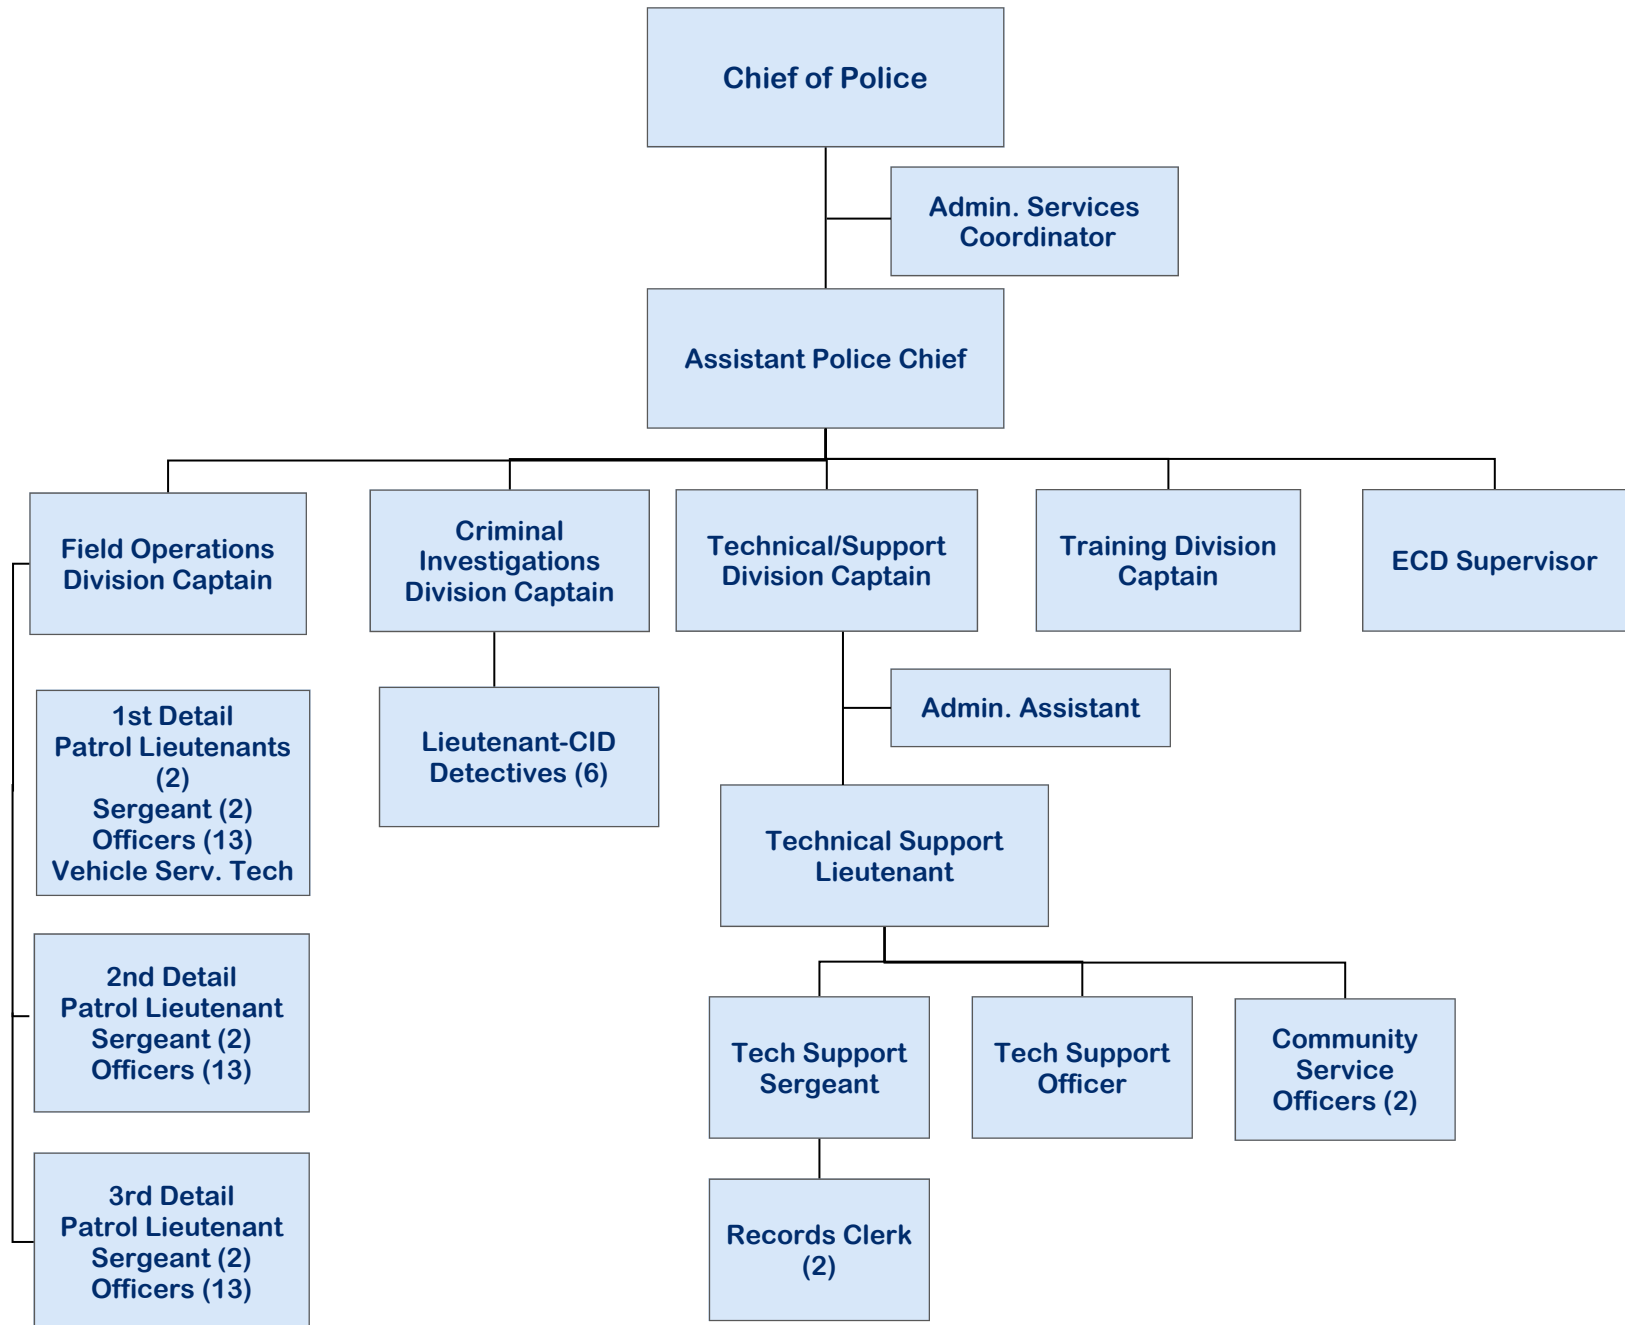 Chief of Police
Admin. Services
Coordinator
Assistant Police Chief
Field Operations
Division Captain
Criminal
Investigations
Division Captain
Technical/Support
Division Captain
Training Division
Captain
ECD Supervisor
1st Detail
Patrol Lieutenants
(2)
Sergeant (2)
Officers (13)
Vehicle Serv. Tech
Lieutenant-CID
Detectives (6)
Admin. Assistant
Technical Support
Lieutenant
2nd Detail
Patrol Lieutenant
Sergeant (2)
Officers (13)
Tech Support
Sergeant
Tech Support
Officer
Community
Service
Officers (2)
3rd Detail
Patrol Lieutenant
Sergeant (2)
Officers (13)
Records Clerk
(2)